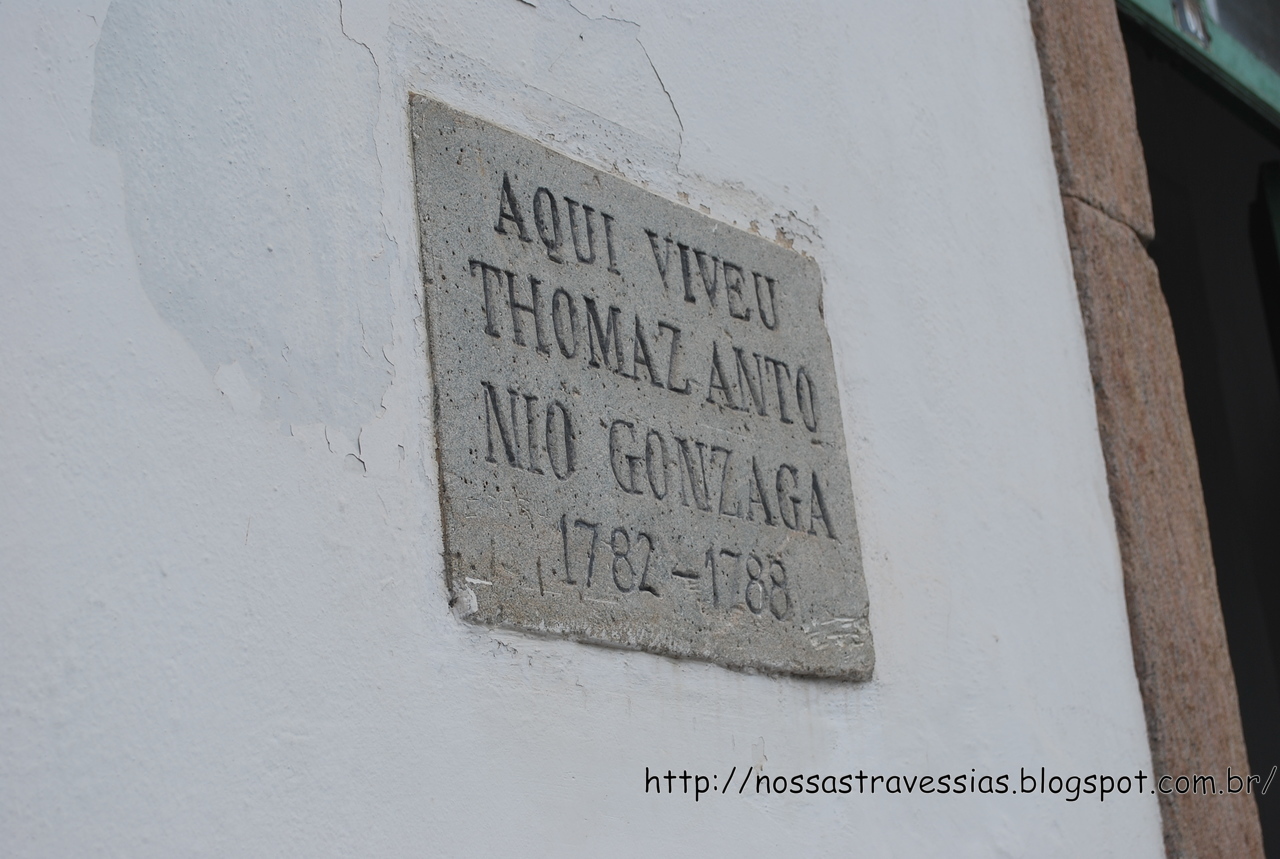 AQUI VIVEU
THOMAZ ANTO
NIO GONZAGA
1782-1788
http://nossastravessias.blogspot.com.br/